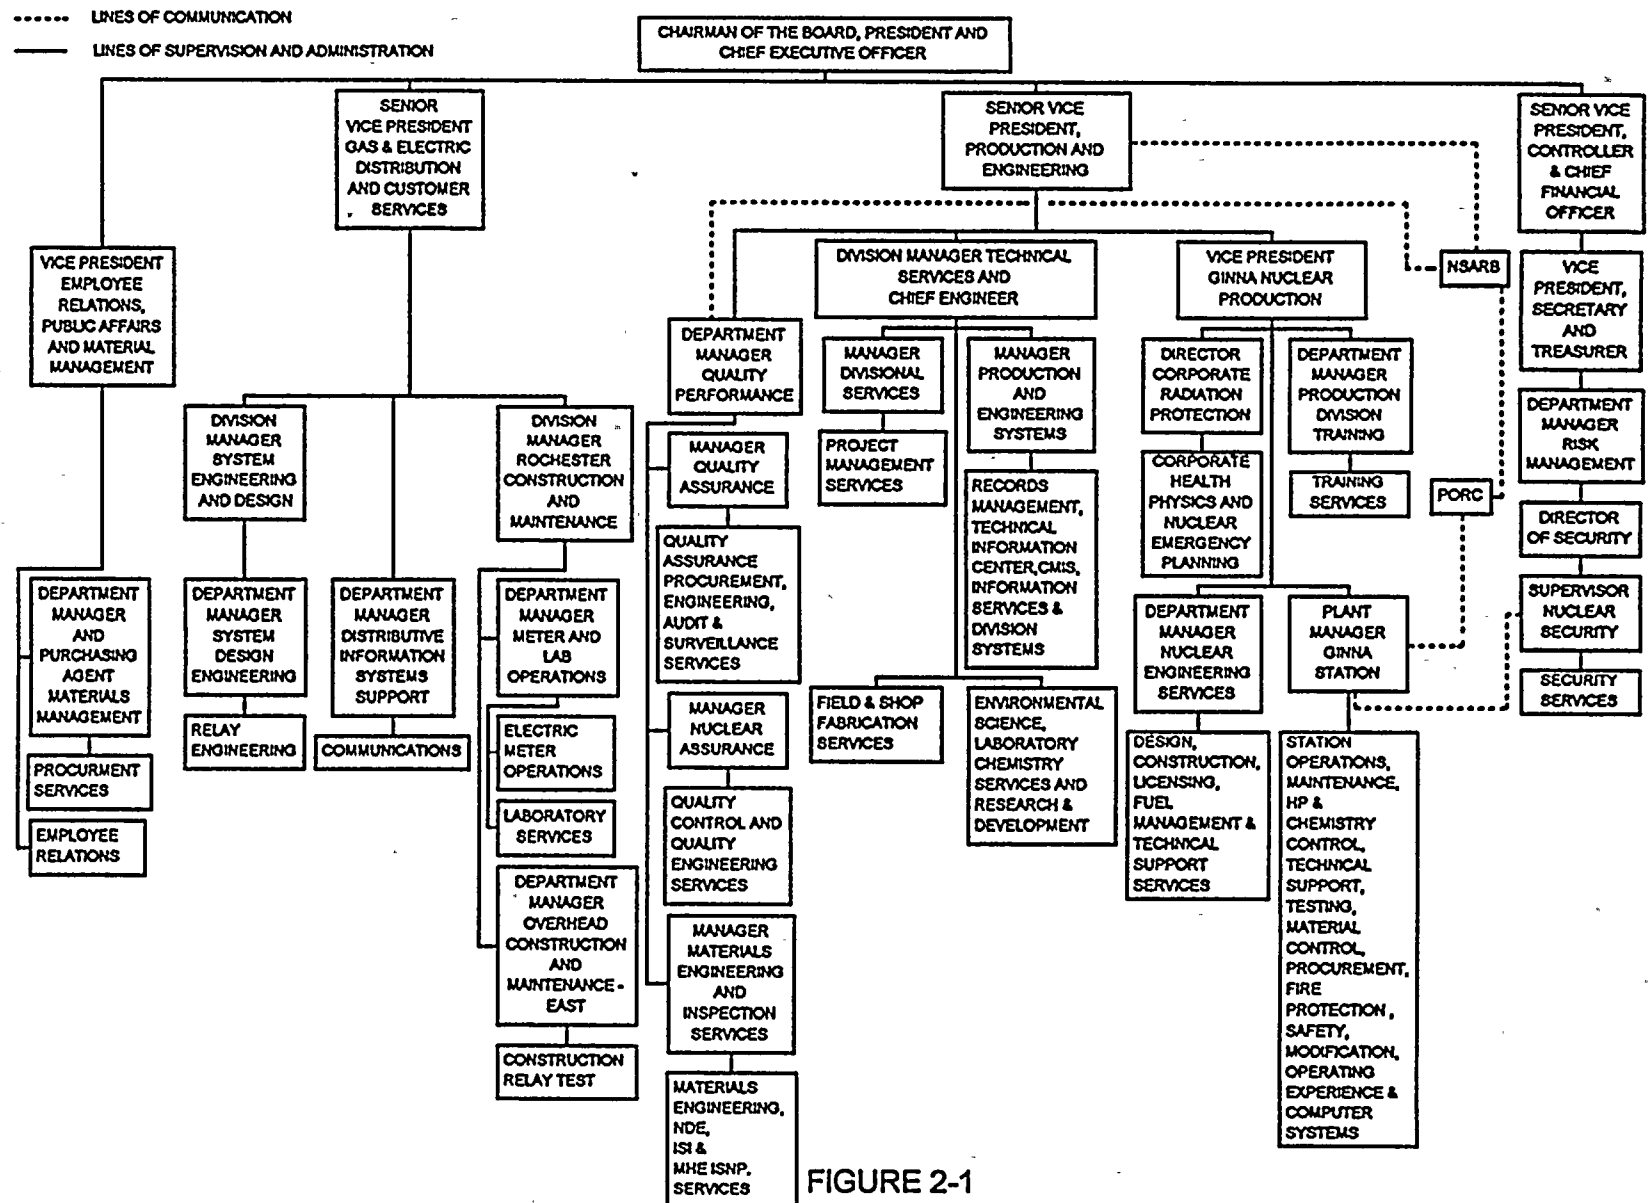 LINES OF COMMUNICATION
LINES OF SUPERVISION AND ADMINISTRATION
CHAIRMAN OF THE BOARD, PRESIDENT AND
CHIEF EXECUTIVE OFFICER
SENIOR
VICE PRESIDENT
GAS & ELECTRIC
DISTRIBUTION
AND CUSTOMER
SERVICES
SENIOR VICE
PRESIDENT,
PRODUCTION AND
ENGINEERING
SENIOR VICE
PRESIDENT,
CONTROLLER
& CHIEF
FINANCIAL
OFFICER
VICE PRESIDENT
EMPLOYEE
RELATIONS,
PUBLIC AFFAIRS
AND MATERIAL
MANAGEMENT
DIVISION MANAGER TECHNICAL
SERVICES AND
CHIEF ENGINEER
VICE PRESIDENT
GINNA NUCLEAR
PRODUCTION
NSARB
VICE
PRESIDENT,
SECRETARY
AND
TREASURER
DEPARTMENT
MANAGER
QUALITY
PERFORMANCE
MANAGER
DIVISIONAL
SERVICES
MANAGER
PRODUCTION
AND
ENGINEERING
SYSTEMS
DIRECTOR
CORPORATE
RADIATION
PROTECTION
DEPARTMENT
MANAGER
PRODUCTION
DIVISION
TRAINING
DEPARTMENT
MANAGER
RISK
MANAGEMENT
DIVISION
MANAGER
SYSTEM
ENGINEERING
AND DESIGN
DIVISION
MANAGER
ROCHESTER
CONSTRUCTION
AND
MAINTENANCE
MANAGER
QUALITY
ASSURANCE
PROJECT
MANAGEMENT
SERVICES
RECORDS
MANAGEMENT,
TECHNICAL
INFORMATION
CENTER,CMIS,
INFORMATION
SERVICES &
DIVISION
SYSTEMS
CORPORATE
HEALTH
PHYSICS AND
NUCLEAR
EMERGENCY
PLANNING
TRAINING
SERVICES
PORC
DIRECTOR
OF SECURITY
QUALITY
ASSURANCE
PROCUREMENT,
ENGINEERING,
AUDIT &
SURVEILLANCE
SERVICES
DEPARTMENT
MANAGER
AND
PURCHASING
AGENT
MATERIALS
MANAGEMENT
DEPARTMENT
MANAGER
SYSTEM
DESIGN
ENGINEERING
DEPARTMENT
MANAGER
DISTRIBUTIVE
INFORMATION
SYSTEMS
SUPPORT
DEPARTMENT
MANAGER
METER AND
LAB
OPERATIONS
DEPARTMENT
MANAGER
NUCLEAR
ENGINEERING
SERVICES
PLANT
MANAGER
GINNA
STATION
SUPERVISOR
NUCLEAR
SECURITY
SECURITY
SERVICES
MANAGER
NUCLEAR
ASSURANCE
FIELD & SHOP
FABRICATION
SERVICES
ENVIRONMENTAL
SCIENCE,
LABORATORY
CHEMISTRY
SERVICES AND
RESEARCH &
DEVELOPMENT
RELAY
ENGINEERING
COMMUNICATIONS
ELECTRIC
METER
OPERATIONS
DESIGN,
CONSTRUCTION,
LICENSING,
FUEL
MANAGEMENT &
TECHNICAL
SUPPORT
SERVICES
STATION
OPERATIONS,
MAINTENANCE,
HP &
CHEMISTRY
CONTROL,
TECHNICAL
SUPPORT,
TESTING,
MATERIAL
CONTROL,
PROCUREMENT,
FIRE
PROTECTION,
SAFETY,
MODIFICATION,
OPERATING
EXPERIENCE &
COMPUTER
SYSTEMS
PROCURMENT
SERVICES
QUALITY
CONTROL AND
QUALITY
ENGINEERING
SERVICES
LABORATORY
SERVICES
EMPLOYEE
RELATIONS
DEPARTMENT
MANAGER
OVERHEAD
CONSTRUCTION
AND
MAINTENANCE -
EAST
MANAGER
MATERIALS
ENGINEERING
AND
INSPECTION
SERVICES
CONSTRUCTION
RELAY TEST
MATERIALS
ENGINEERING,
NDE,
ISI &
MHE ISNP.
SERVICES
FIGURE 2-1